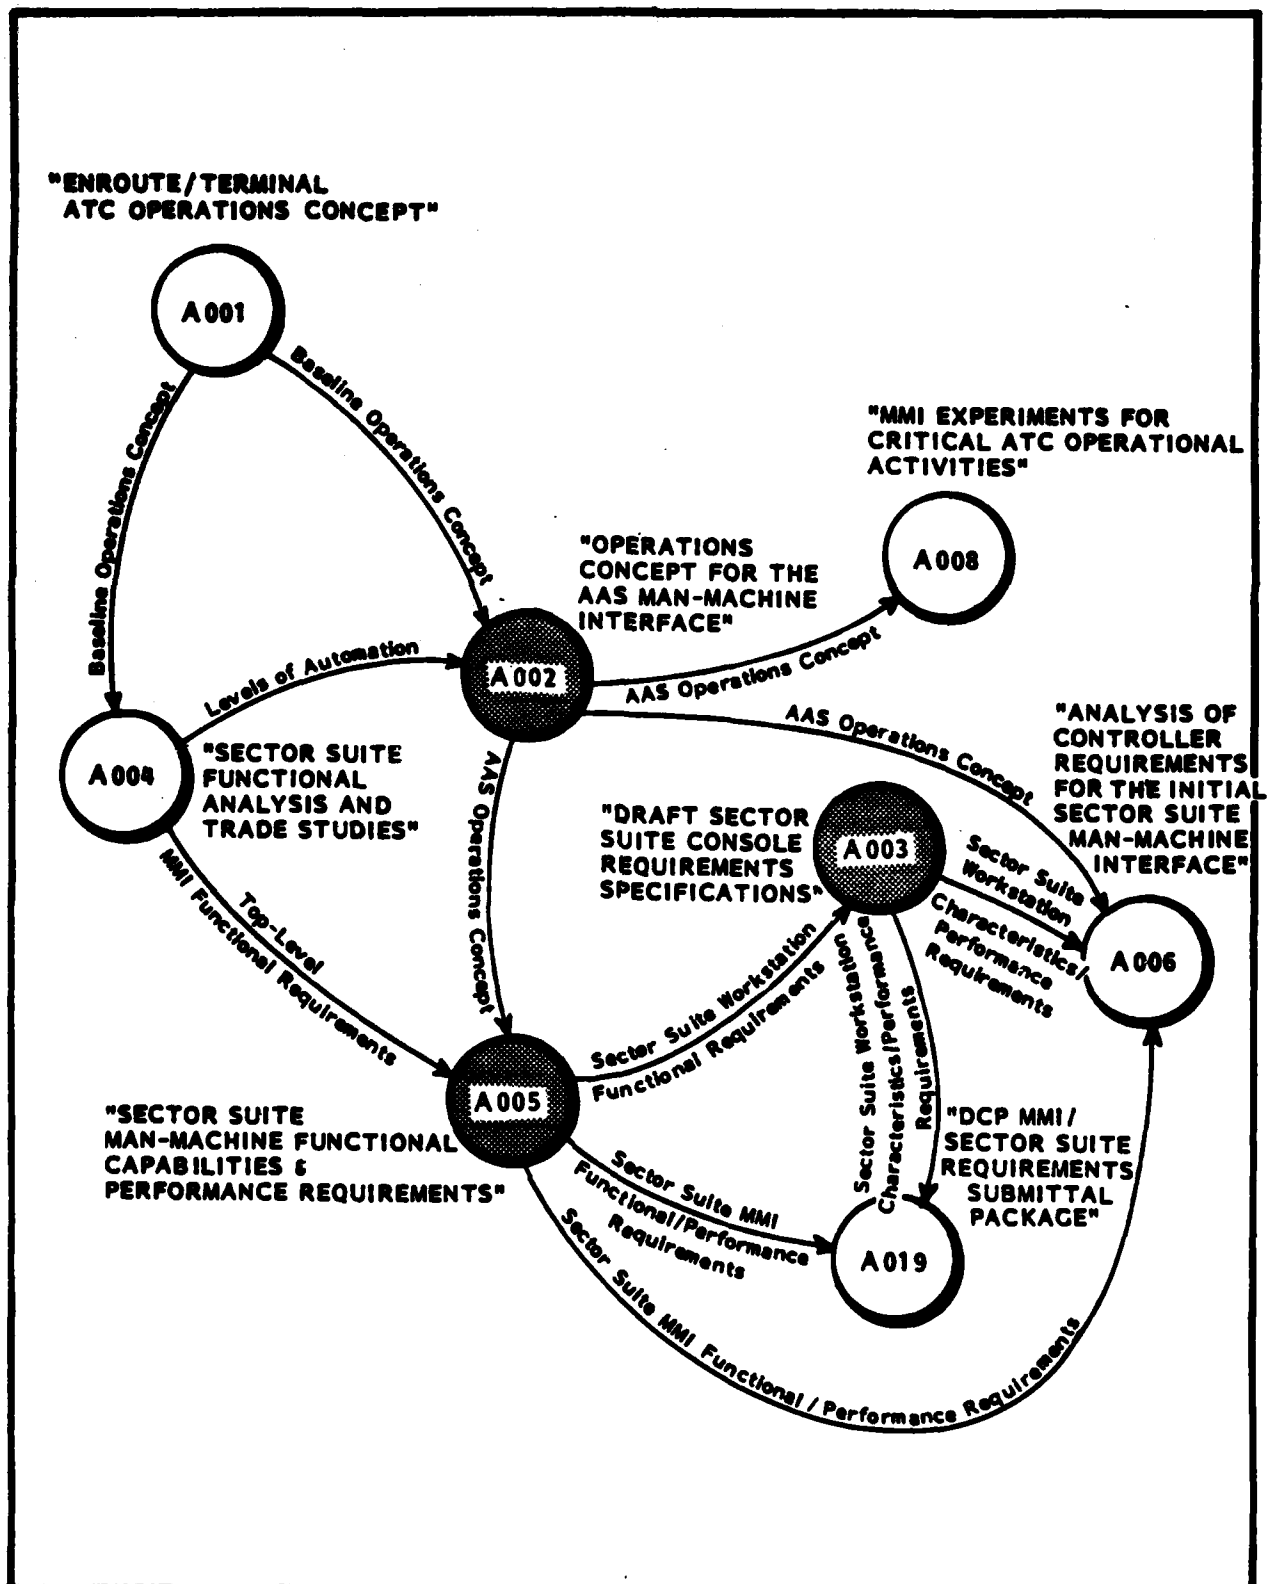 "ENROUTE/TERMINAL
ATC OPERATIONS CONCEPT"
A001
Baseline Operations Concept
Baseline Operations Concept
"MMI EXPERIMENTS FOR
CRITICAL ATC OPERATIONAL
ACTIVITIES"
A008
"OPERATIONS
CONCEPT FOR THE
AAS MAN-MACHINE
INTERFACE"
A002
Levels of Automation
AAS Operations Concept
AAS Operations Concept
AAS Operations Concept
A004
"SECTOR SUITE
FUNCTIONAL
ANALYSIS AND
TRADE STUDIES"
"ANALYSIS OF
CONTROLLER
REQUIREMENTS
FOR THE INITIAL
SECTOR SUITE
MAN-MACHINE
INTERFACE"
"DRAFT SECTOR
SUITE CONSOLE
REQUIREMENTS
SPECIFICATIONS"
A003
Sector Suite
Workstation
Characteristics/
Performance
Requirements
A006
Top-Level
MMI Functional Requirements
Sector Suite Workstation
Functional Requirements
Sector Suite Workstation
Characteristics/Performance
Requirements
A005
"SECTOR SUITE
MAN-MACHINE FUNCTIONAL
CAPABILITIES &
PERFORMANCE REQUIREMENTS"
"DCP MMI/
SECTOR SUITE
REQUIREMENTS
SUBMITTAL
PACKAGE"
Sector Suite MMI
Functional/Performance
Requirements
A019
Sector Suite MMI Functional / Performance Requirements